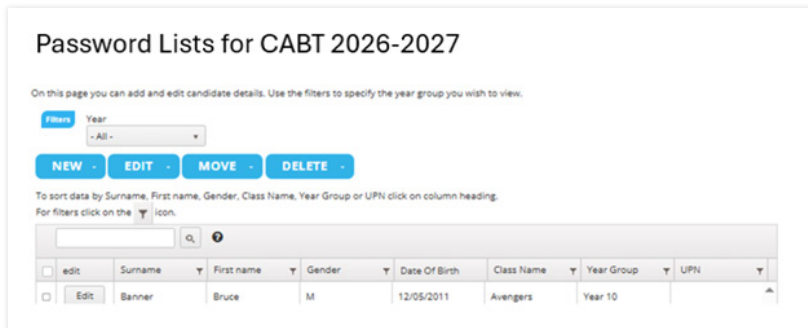 Password Lists for CABT 2026-2027
On this page you can add and edit candidate details. Use the filters to specify the year group you wish to view.
Filters Year
- All -
NEW - EDIT - MOVE - DELETE -
To sort data by Surname, First name, Gender, Class Name, Year Group or UPN click on column heading.
For filters click on the icon.
edit Surname First name Gender Date Of Birth Class Name Year Group UPN
Edit Banner Bruce M 12/05/2011 Avengers Year 10